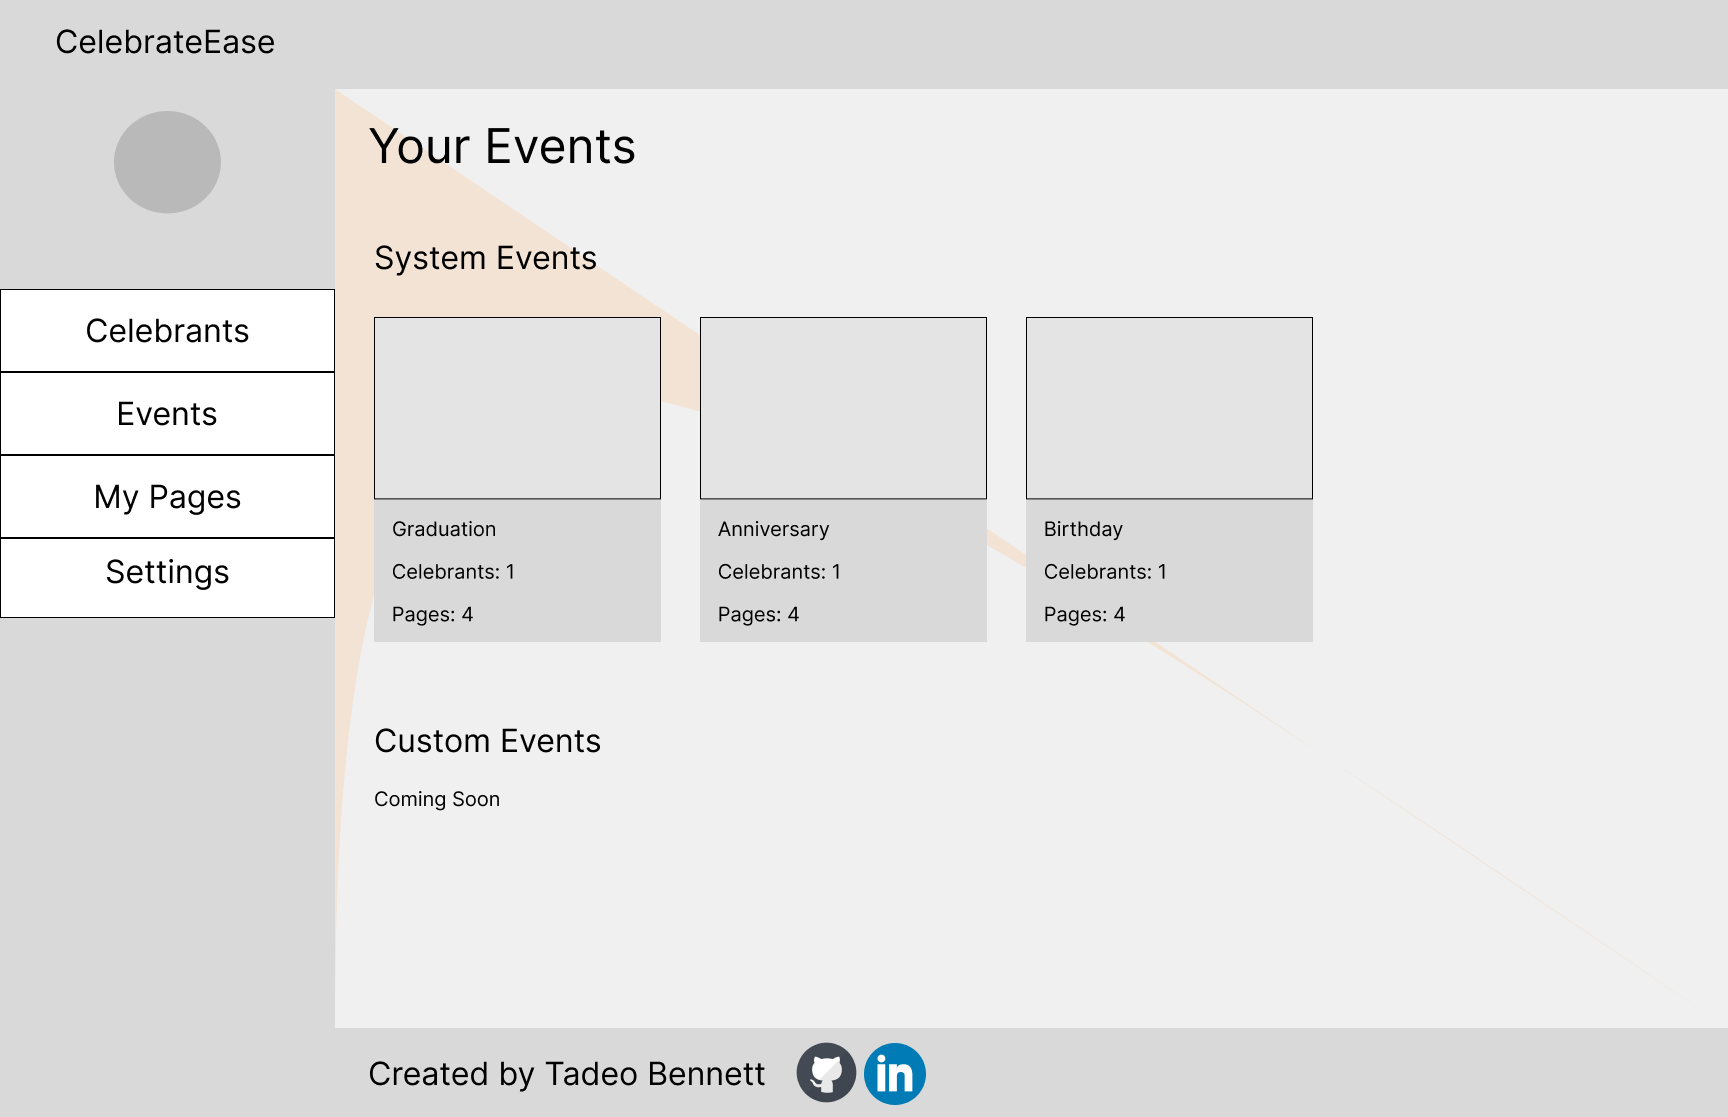 CelebrateEase
Celebrants
Events
My Pages
Settings
Your Events
System Events
Graduation
Celebrants: 1
Pages: 4
Anniversary
Celebrants: 1
Pages: 4
Birthday
Celebrants: 1
Pages: 4
Custom Events
Coming Soon
Created by Tadeo Bennett
in